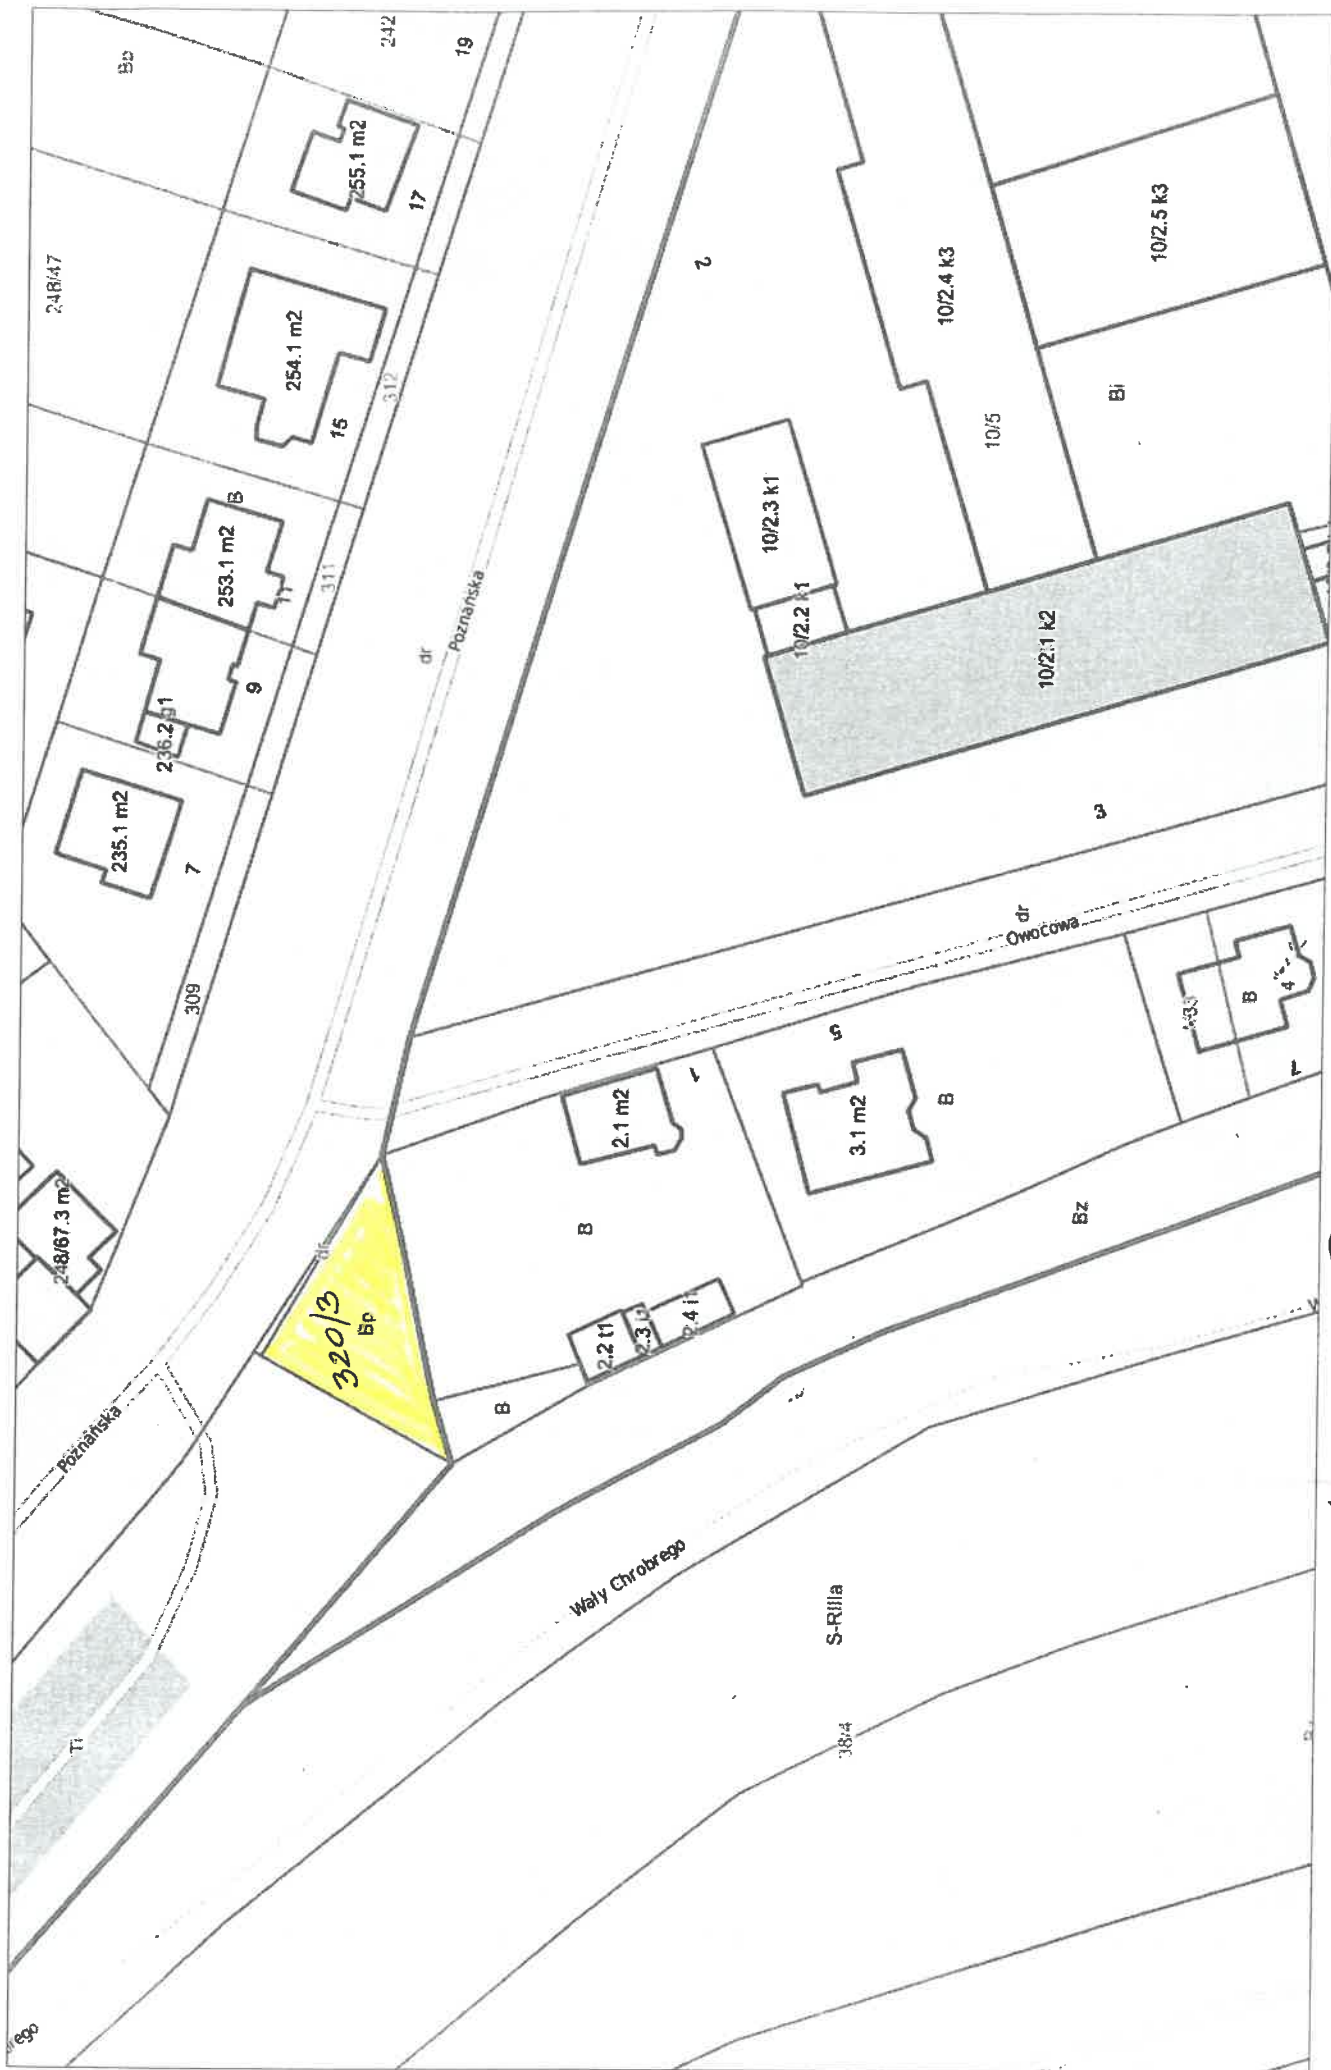 Bp
242
19
255.1 m2
17
248/47
254.1 m2
15
312
B
253.1 m2
11
311
236.2 g1
9
235.1 m2
7
309
dr
Poznańska
2
10/2.4 k3
10/2.5 k3
10/5
Bi
10/2.3 k1
10/2.2 k1
10/2.1 k2
3
dr
Owocowa
5
1
2.1 m2
3.1 m2
B
B
4
B
Bz
248/67.3 m2
dr
320/3
Bp
2.2 t1
2.3
2.4 i1
B
Poznańska
Wały Chrobrego
S-RIIIa
38/4
Ti